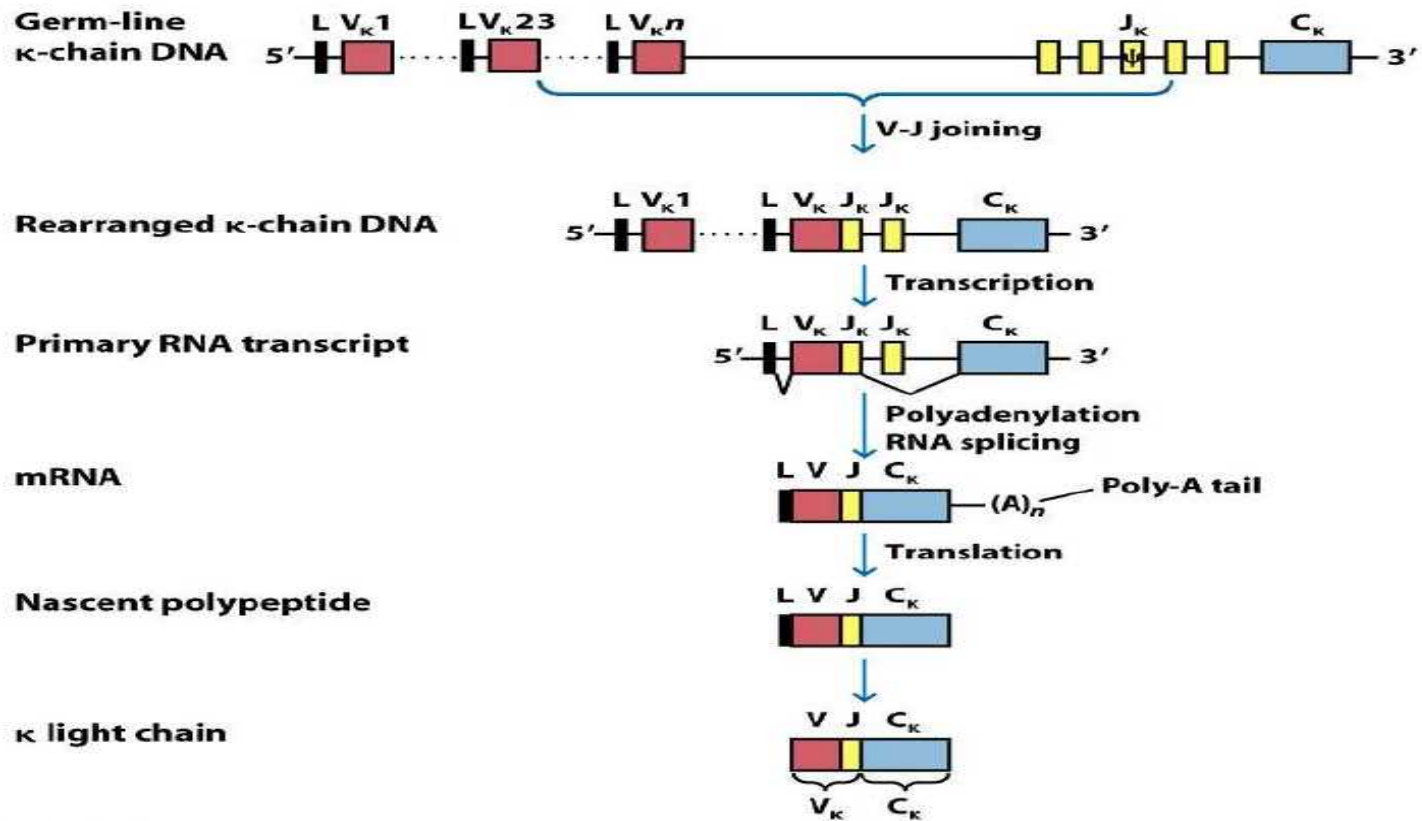 Germ-line
κ-chain DNA
L Vκ1 L Vκ23 L Vκn Jκ Cκ
5′ ψ 3′
V-J joining
Rearranged κ-chain DNA
L Vκ1 L Vκ Jκ Jκ Cκ
5′ 3′
Transcription
Primary RNA transcript
L Vκ Jκ Jκ Cκ
5′ 3′
Polyadenylation
RNA splicing
mRNA
L V J Cκ
(A)n
Poly-A tail
Translation
Nascent polypeptide
L V J Cκ
κ light chain
V J Cκ
Vκ Cκ